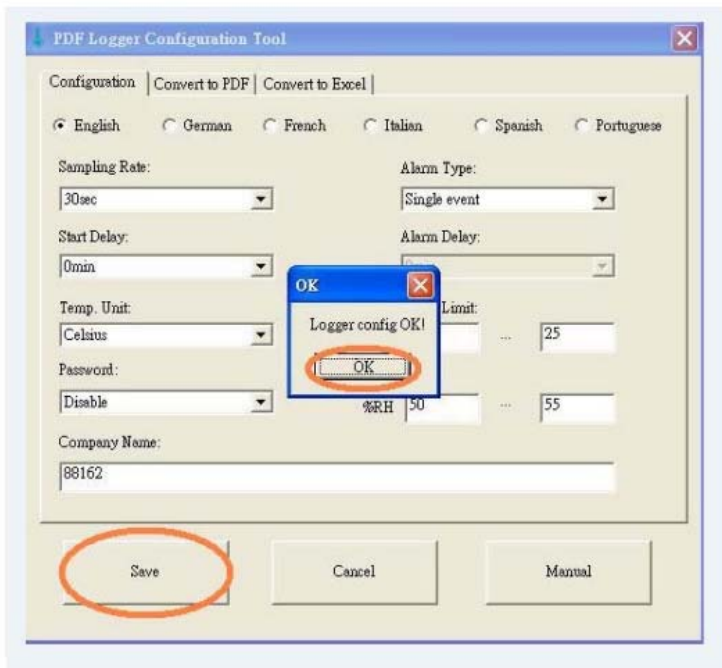 PDF Logger Configuration Tool
Configuration Convert to PDF Convert to Excel
English German French Italian Spanish Portuguese
Sampling Rate: Alarm Type:
30sec Single event
Start Delay: Alarm Delay:
0min
OK
Temp. Unit: Limit:
Logger config OK!
Celsius ... 25
OK
Password:
Disable %RH 50 ... 55
Company Name:
88162
Save Cancel Manual